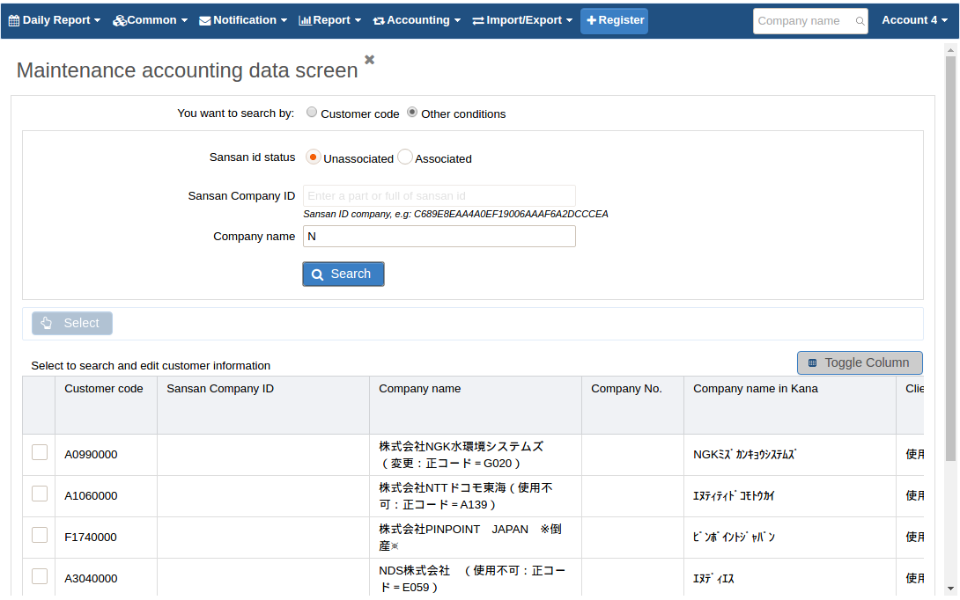 Daily Report Common Notification Report Accounting Import/Export Register Company name Account 4
Maintenance accounting data screen
You want to search by: Customer code Other conditions
Sansan id status Unassociated Associated
Sansan Company ID Enter a part or full of sansan id
Sansan ID company, e.g: C689E8EAA4A0EF19006AAAF6A2DCCCEA
Company name N
Search
Select
Select to search and edit customer information Toggle Column
Customer code Sansan Company ID Company name Company No. Company name in Kana Clie
A0990000 株式会社NGK水環境システムズ（変更：正コード＝G020） NGKﾐｽﾞｶﾝｷｮｳｼｽﾃﾑｽﾞ 使用
A1060000 株式会社NTTドコモ東海（使用不可：正コード＝A139） ｴﾇﾃｨﾃｨﾄﾞｺﾓﾄｳｶｲ 使用
F1740000 株式会社PINPOINT　JAPAN　※倒産※ ﾋﾟﾝﾎﾟｲﾝﾄｼﾞｬﾊﾟﾝ 使用
A3040000 NDS株式会社　（使用不可：正コード＝E059） ｴﾇﾃﾞｨｴｽ 使用